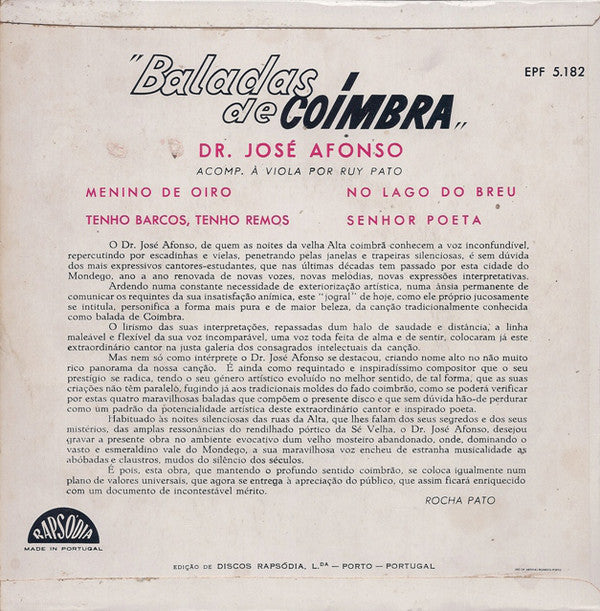 "Baladas
de COÍMBRA"
EPF 5.182
DR. JOSÉ AFONSO
ACOMP. À VIOLA POR RUY PATO
MENINO DE OIRO NO LAGO DO BREU
TENHO BARCOS, TENHO REMOS SENHOR POETA
O Dr. José Afonso, de quem as noites da velha Alta coimbrã conhecem a voz inconfundível,
repercutindo por escadinhas e vielas, penetrando pelas janelas e trapeiras silenciosas, é sem dúvida
dos mais expressivos cantores-estudantes, que nas últimas décadas tem passado por esta cidade do
Mondego, ano a ano renovada de novas vozes, novas melodias, novas expressões interpretativas.
Ardendo numa constante necessidade de exteriorização artística, numa ânsia permanente de
comunicar os requintes da sua insatisfação anímica, este "jogral" de hoje, como ele próprio jucosamente
se intitula, personifica a forma mais pura e de maior beleza, da canção tradicionalmente conhecida
como balada de Coimbra.
O lirismo das suas interpretações, repassadas dum halo de saudade e distância, a linha
maleável e flexível da sua voz incomparável, uma voz toda feita de alma e de sentir, colocaram já este
extraordinário cantor na justa galeria dos consagrados intelectuais da canção.
Mas nem só como intérprete o Dr. José Afonso se destacou, criando nome alto no não muito
rico panorama da nossa canção. É ainda como requintado e inspiradíssimo compositor que o seu
prestígio se radica, tendo o seu género artístico evoluído no melhor sentido, de tal forma, que as suas
criações não têm paralelo, fugindo já aos tradicionais moldes do fado coimbrão, como se poderá verificar
por estas quatro maravilhosas baladas que compõem o presente disco e que sem dúvida hão-de perdurar
como um padrão da potencialidade artística deste extraordinário cantor e inspirado poeta.
Habituado às noites silenciosas das ruas da Alta, que lhes falam dos seus segredos e dos seus
mistérios, das amplas ressonâncias do rendilhado pórtico da Sé Velha, o Dr. José Afonso, desejou
gravar a presente obra no ambiente evocativo dum velho mosteiro abandonado, onde, dominando o
vasto e esmeraldino vale do Mondego, a sua maravilhosa voz encheu de estranha musicalidade as
abóbadas e claustros, mudos do silêncio dos séculos.
É pois, esta obra, que mantendo o profundo sentido coimbrão, se coloca igualmente num
plano de valores universais, que agora se entrega à apreciação do público, que assim ficará enriquecido
com um documento de incontestável mérito.
ROCHA PATO
RAPSÓDIA
MADE IN PORTUGAL
EDIÇÃO DE DISCOS RAPSÓDIA, L.DA — PORTO — PORTUGAL